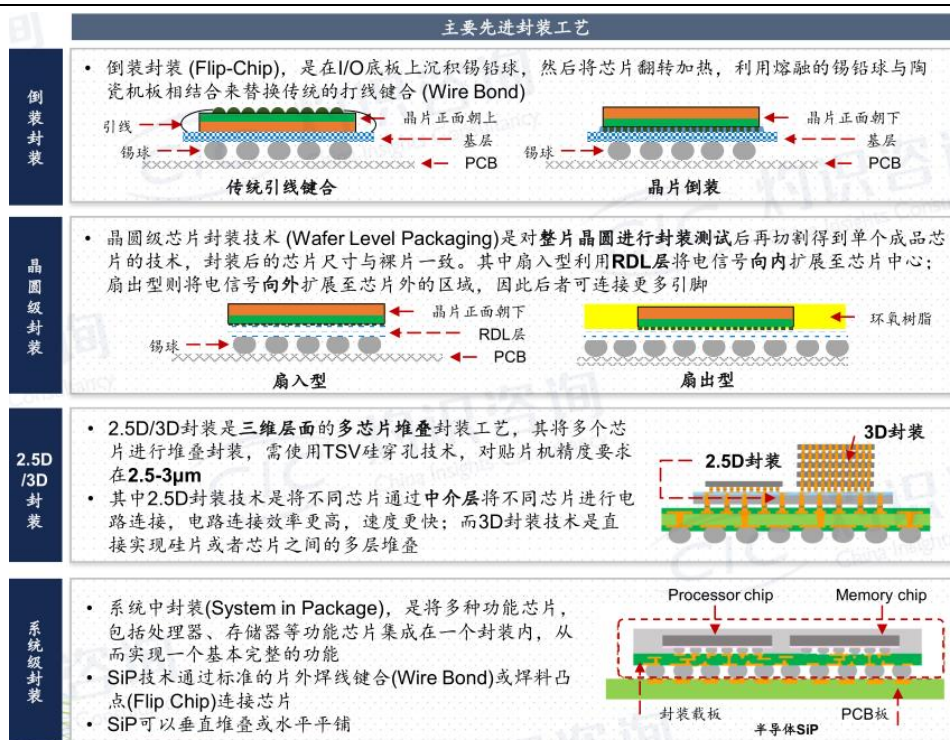 主要先进封装工艺
倒装封装
• 倒装封装 (Flip-Chip)，是在I/O底板上沉积锡铅球，然后将芯片翻转加热，利用熔融的锡铅球与陶
瓷机板相结合来替换传统的打线键合 (Wire Bond)
引线
晶片正面朝上
基层
锡球
PCB
传统引线键合
晶片正面朝下
基层
锡球
PCB
晶片倒装
晶圆级封装
• 晶圆级芯片封装技术 (Wafer Level Packaging)是对整片晶圆进行封装测试后再切割得到单个成品芯
片的技术，封装后的芯片尺寸与裸片一致。其中扇入型利用RDL层将电信号向内扩展至芯片中心；
扇出型则将电信号向外扩展至芯片外的区域，因此后者可连接更多引脚
晶片正面朝下
RDL层
锡球
PCB
扇入型
环氧树脂
扇出型
2.5D
/3D
封装
• 2.5D/3D封装是三维层面的多芯片堆叠封装工艺，其将多个芯
片进行堆叠封装，需使用TSV硅穿孔技术，对贴片机精度要求
在2.5-3μm
• 其中2.5D封装技术是将不同芯片通过中介层将不同芯片进行电
路连接，电路连接效率更高，速度更快；而3D封装技术是直
接实现硅片或者芯片之间的多层堆叠
3D封装
2.5D封装
系统级封装
• 系统中封装(System in Package)，是将多种功能芯片，
包括处理器、存储器等功能芯片集成在一个封装内，从
而实现一个基本完整的功能
• SiP技术通过标准的片外焊线键合(Wire Bond)或焊料凸
点(Flip Chip)连接芯片
• SiP可以垂直堆叠或水平平铺
Processor chip
Memory chip
封装载板
PCB板
半导体SiP